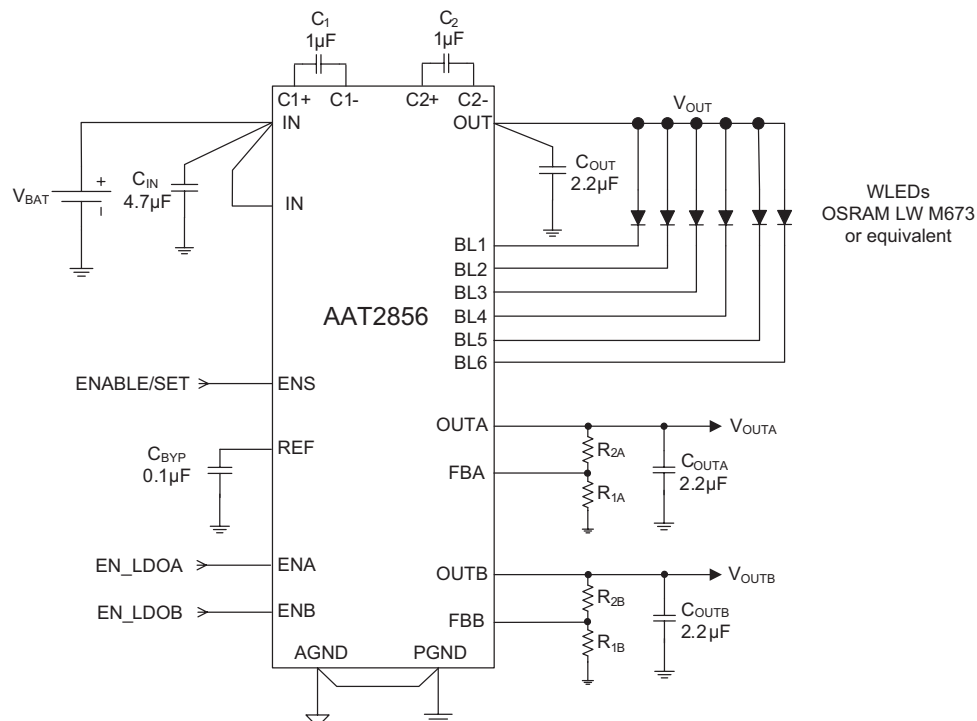 C1
1µF
C2
1µF
C1+ C1- C2+ C2-
IN
OUT
VOUT
VBAT
+
–
CIN
4.7µF
IN
COUT
2.2µF
WLEDs
OSRAM LW M673
or equivalent
BL1
BL2
BL3
BL4
BL5
BL6
AAT2856
ENABLE/SET
ENS
OUTA
VOUTA
CBYP
0.1µF
REF
FBA
R2A
R1A
COUTA
2.2µF
EN_LDOA
ENA
OUTB
VOUTB
EN_LDOB
ENB
FBB
R2B
R1B
COUTB
2.2µF
AGND
PGND